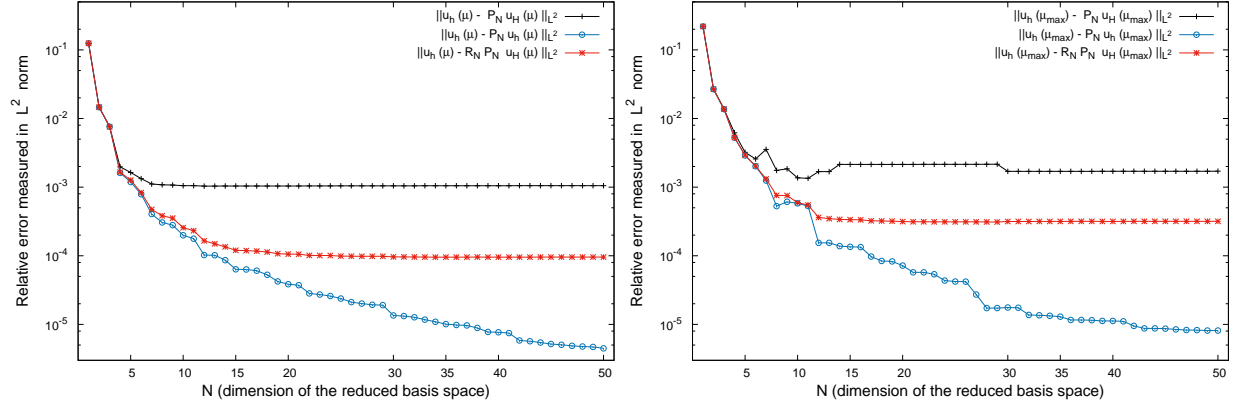 ||u_h (μ) - P_N u_H (μ) ||_L²
||u_h (μ) - P_N u_h (μ) ||_L²
||u_h (μ) - R_N P_N u_H (μ) ||_L²
10⁻¹
10⁻²
10⁻³
10⁻⁴
10⁻⁵
Relative error measured in L² norm
5 10 15 20 30 40 50
N (dimension of the reduced basis space)
||u_h (μ_max) - P_N u_H (μ_max) ||_L²
||u_h (μ_max) - P_N u_h (μ_max) ||_L²
||u_h (μ_max) - R_N P_N u_H (μ_max) ||_L²
10⁻¹
10⁻²
10⁻³
10⁻⁴
10⁻⁵
Relative error measured in L² norm
5 10 15 20 30 40 50
N (dimension of the reduced basis space)